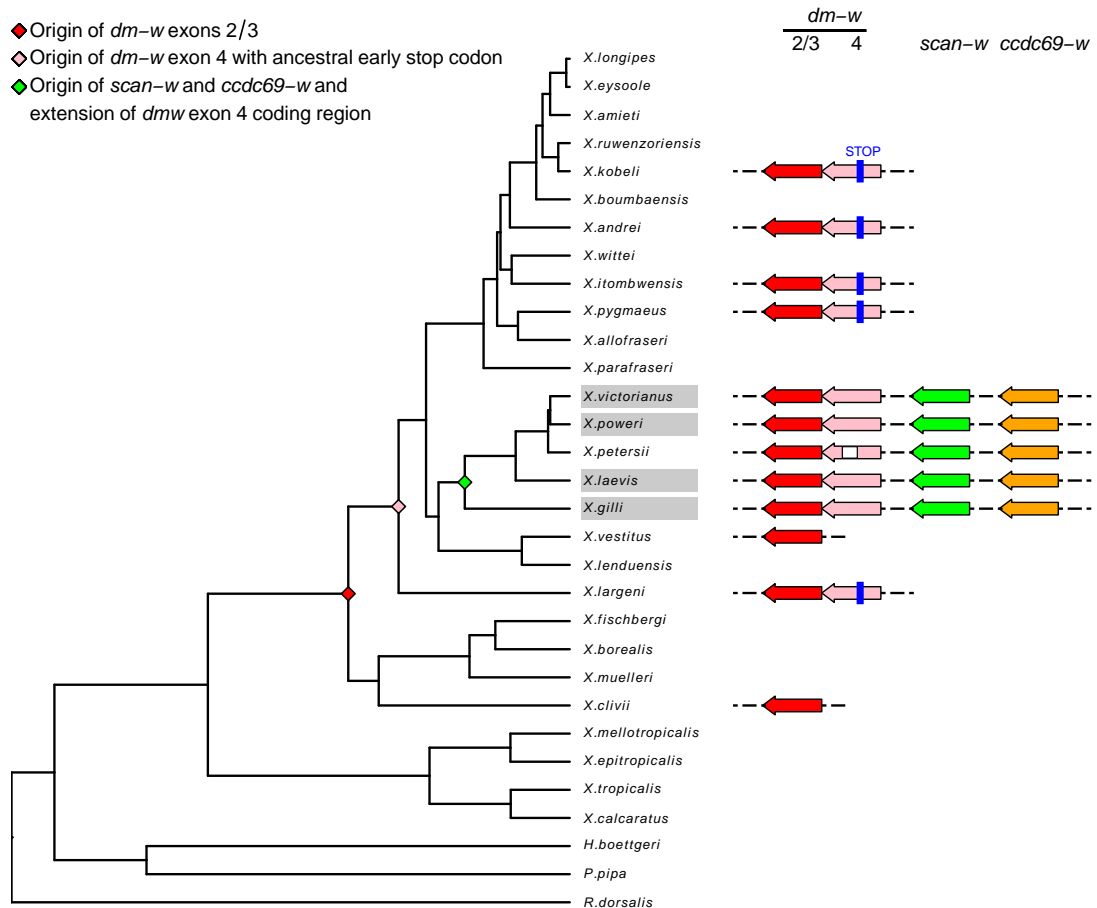 Origin of dm−w exons 2/3
Origin of dm−w exon 4 with ancestral early stop codon
Origin of scan−w and ccdc69−w and
extension of dmw exon 4 coding region
dm−w
2/3 4 scan−w ccdc69−w
X.longipes
X.eysoole
X.amieti
X.ruwenzoriensis
STOP
X.kobeli
X.boumbaensis
X.andrei
X.wittei
X.itombwensis
X.pygmaeus
X.allofraseri
X.parafraseri
X.victorianus
X.poweri
X.petersii
X.laevis
X.gilli
X.vestitus
X.lenduensis
X.largeni
X.fischbergi
X.borealis
X.muelleri
X.clivii
X.mellotropicalis
X.epitropicalis
X.tropicalis
X.calcaratus
H.boettgeri
P.pipa
R.dorsalis